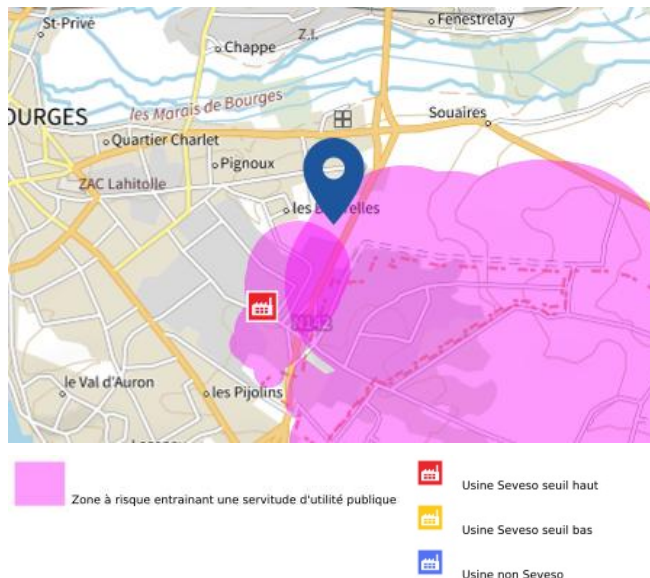 St-Privé
Fenestrelay
Z.I.
Chappe
les Marais de Bourges
Souaires
OURGES
Quartier Charlet
Pignoux
ZAC Lahitolle
les
elles
N142
le Val d'Auron
les Pijolins
Zone à risque entrainant une servitude d'utilité publique
Usine Seveso seuil haut
Usine Seveso seuil bas
Usine non Seveso